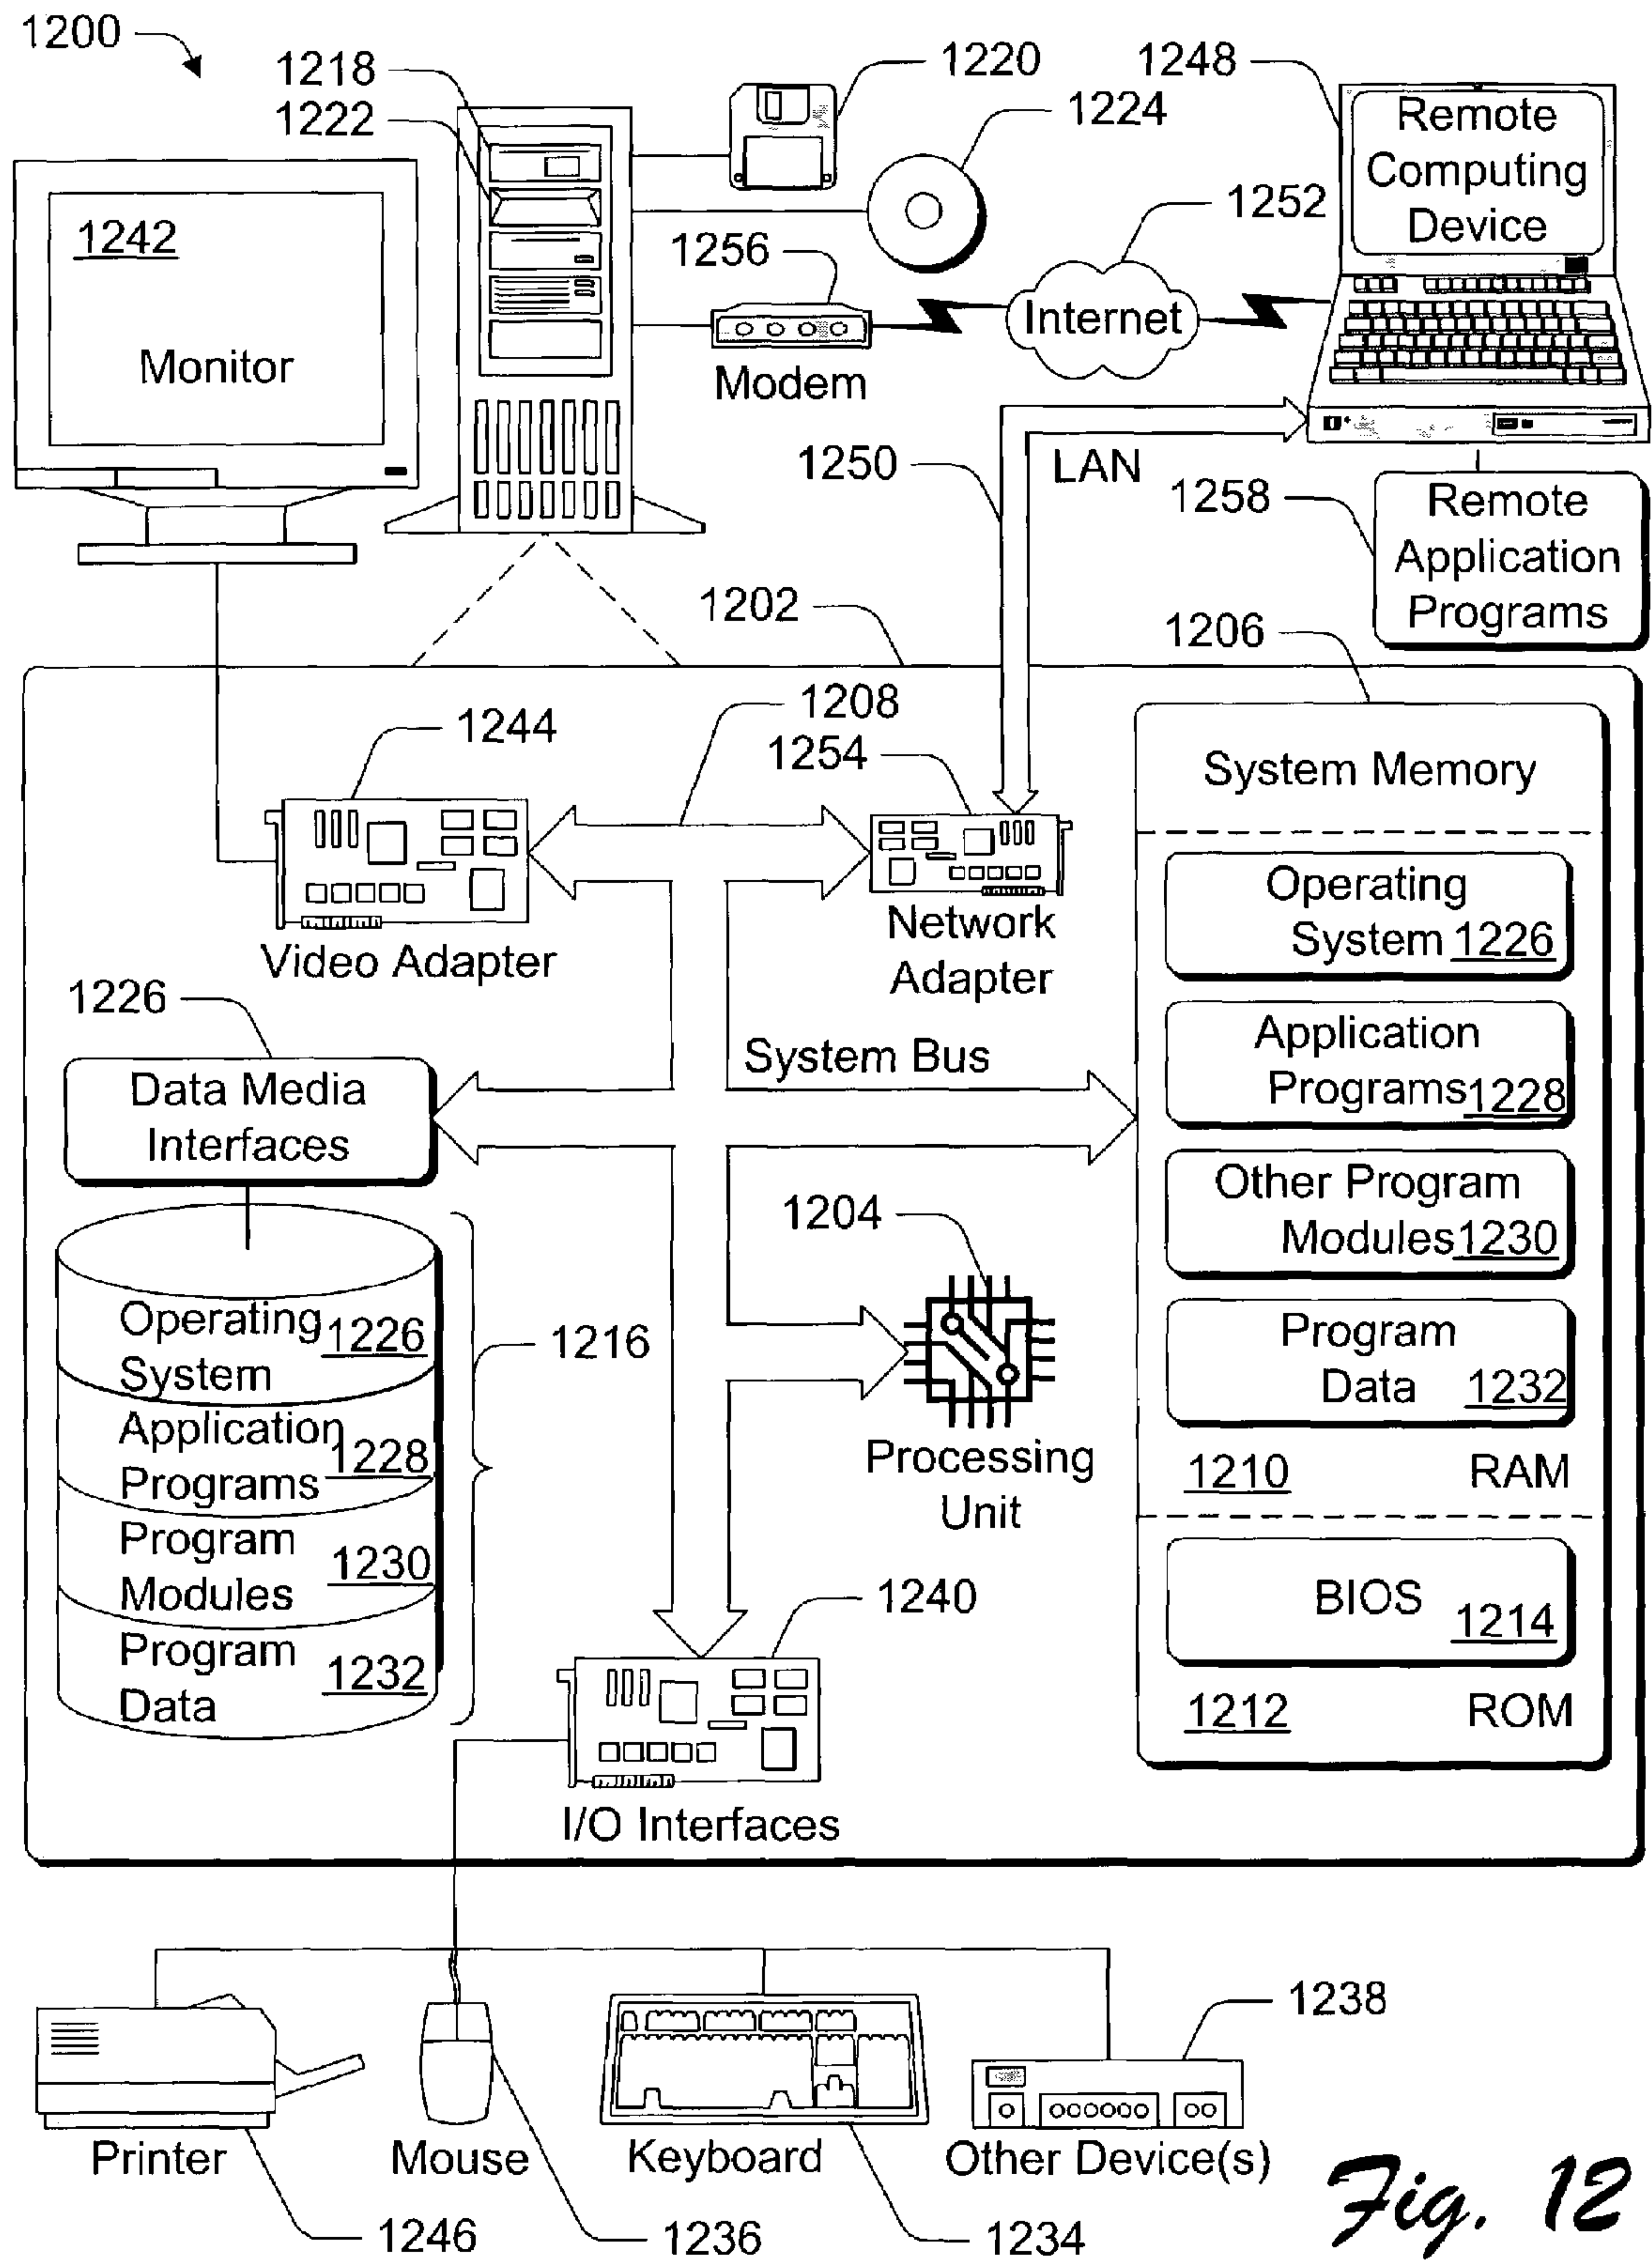 1200
1218
1222
1220
1224
1248
Remote
Computing
Device
1242
Monitor
1256
Modem
1252
Internet
1250
LAN
1258
Remote
Application
Programs
1202
1206
1244
Video Adapter
1208
1254
Network
Adapter
System Memory
Operating
System 1226
Application
Programs 1228
Other Program
Modules 1230
Program
Data 1232
1210 RAM
BIOS 1214
1212 ROM
1226
Data Media
Interfaces
System Bus
1204
Processing
Unit
Operating
System 1226
Application
Programs 1228
Program
Modules 1230
Program
Data 1232
1216
1240
I/O Interfaces
1238
Printer
Mouse
Keyboard
Other Device(s)
1246
1236
1234
Fig. 12